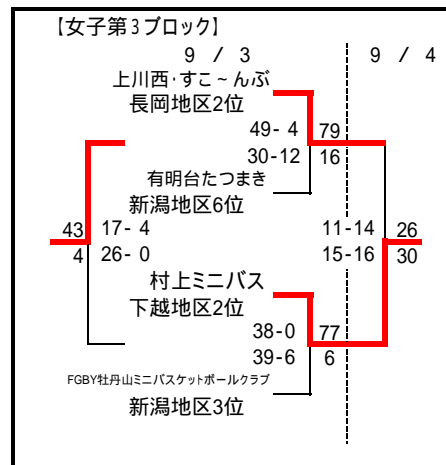 【女子第3ブロック】
9 / 3
9 / 4
上川西・すこ～んぶ
長岡地区2位
49- 4 79
30-12 16
有明台たつまき
新潟地区6位
43 17- 4
4 26- 0
11-14 26
15-16 30
村上ミニバス
下越地区2位
38-0 77
39-6 6
FGBY牡丹山ミニバスケットボールクラブ
新潟地区3位